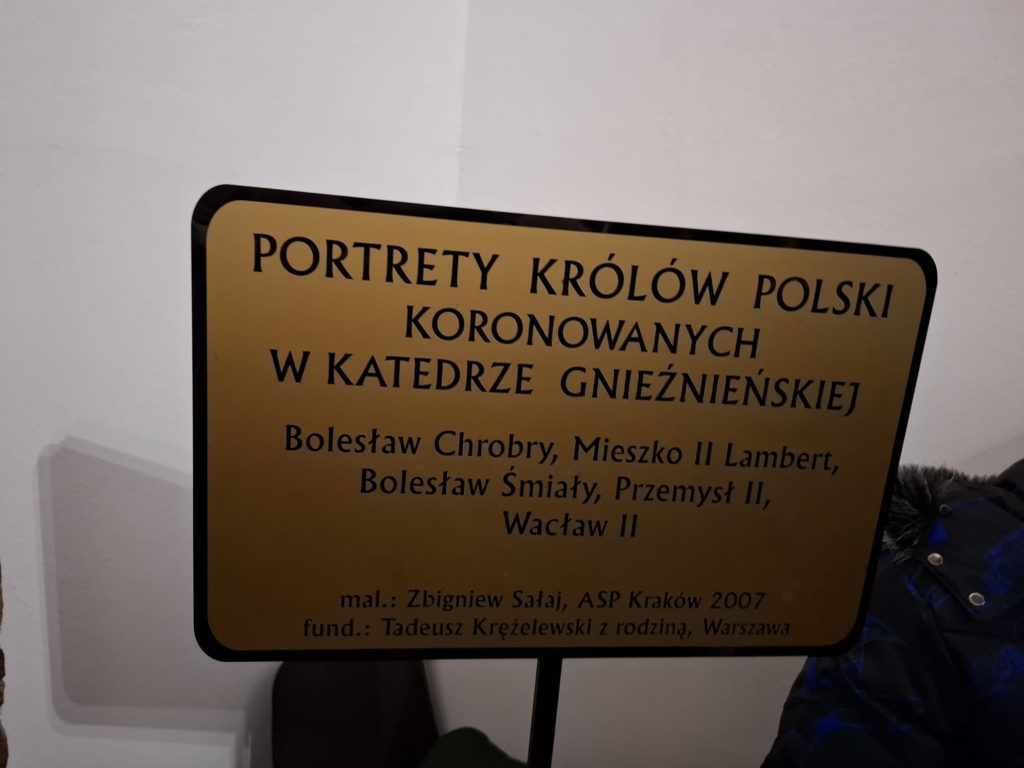 PORTRETY KRÓLÓW POLSKI
KORONOWANYCH
W KATEDRZE GNIEŹNIEŃSKIEJ
Bolesław Chrobry, Mieszko II Lambert,
Bolesław Śmiały, Przemysł II,
Wacław II
mal.: Zbigniew Sałaj, ASP Kraków 2007
fund.: Tadeusz Krężelewski z rodziną, Warszawa